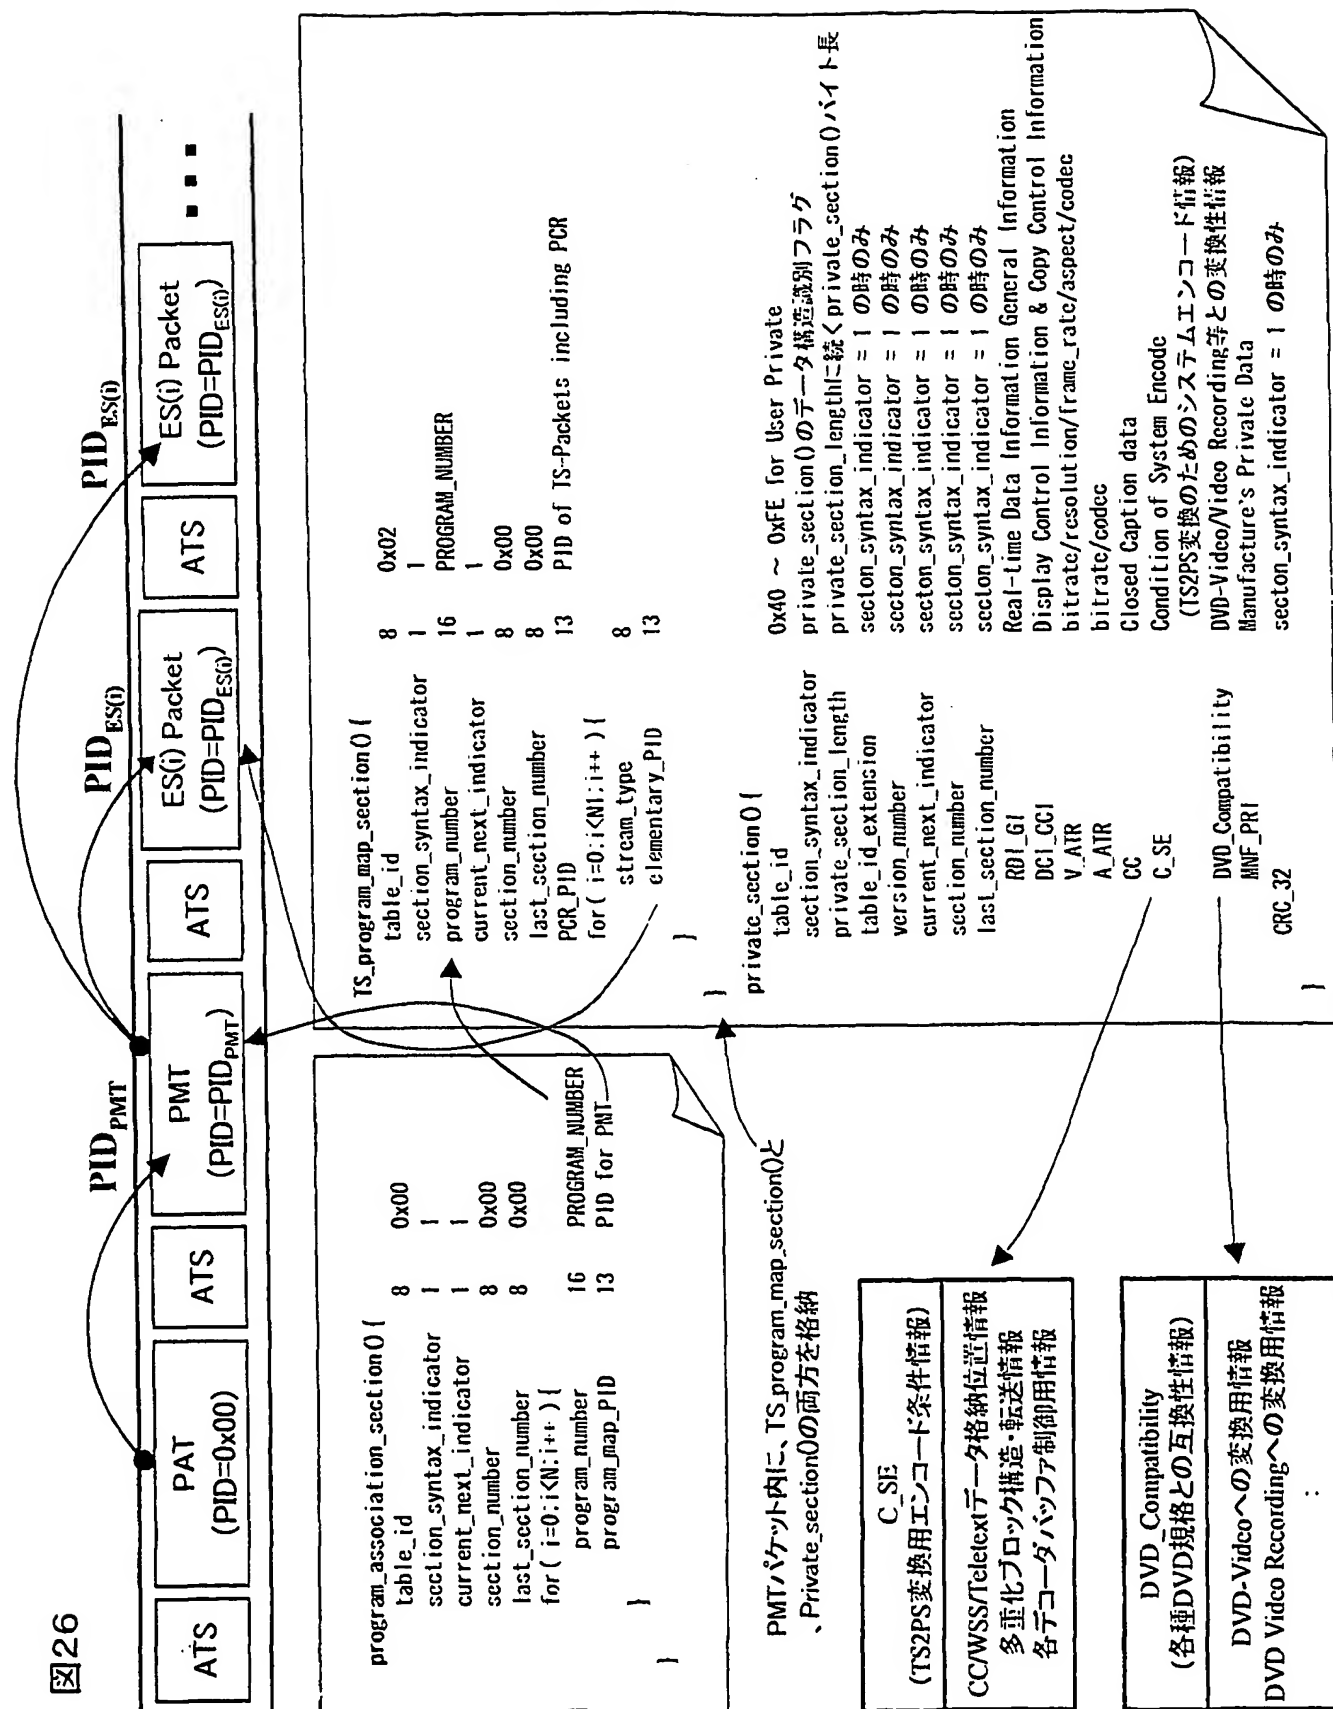 図26
PID_PMT
PID_ES(i)
PID_ES(i)
ATS
PAT
(PID=0x00)
ATS
PMT
(PID=PID_PMT)
ATS
ES(i) Packet
(PID=PID_ES(i))
ATS
ES(i) Packet
(PID=PID_ES(i))
...
program_association_section() {
table_id 8 0x00
section_syntax_indicator 1 1
current_next_indicator 1 1
section_number 8 0x00
last_section_number 8 0x00
for( i=0;i<N;i++ ) {
program_number 16 PROGRAM_NUMBER
program_map_PID 13 PID for PMT
}
}
TS_program_map_section() {
table_id 8 0x02
section_syntax_indicator 1 1
program_number 16 PROGRAM_NUMBER
current_next_indicator 1 1
section_number 8 0x00
last_section_number 8 0x00
PCR_PID 13 PID of TS-Packets including PCR
for( i=0;i<N1;i++ ) {
stream_type 8
elementary_PID 13
}
}
private_section() {
table_id 0x40 ~ 0xFE for User Private
section_syntax_indicator private_section()のデータ構造識別フラグ
private_section_length private_section_lengthに続くprivate_section()バイト長
table_id_extension secton_syntax_indicator = 1 の時のみ
version_number secton_syntax_indicator = 1 の時のみ
current_next_indicator secton_syntax_indicator = 1 の時のみ
section_number secton_syntax_indicator = 1 の時のみ
last_section_number secton_syntax_indicator = 1 の時のみ
RDI_GI Real-time Data Information General Information
DCI_CCI Display Control Information & Copy Control Information
V_ATR bitrate/resolution/frame_rate/aspect/codec
A_ATR bitrate/codec
CC Closed Caption data
C_SE Condition of System Encode
(TS2PS変換のためのシステムエンコード情報)
DVD_Compatibility DVD-Video/Video Recording等との変換性情報
MNF_PRI Manufacture's Private Data
CRC_32 secton_syntax_indicator = 1 の時のみ
}
PMTパケット内に、TS_program_map_section()と
、Private_section()の両方を格納
C_SE
(TS2PS変換用エンコード条件情報)
CC/WSS/Teletextデータ格納位置情報
多重化ブロック構造・転送情報
各デコーダバッファ制御用情報
DVD_Compatibility
(各種DVD規格との互換性情報)
DVD-Videoへの変換用情報
DVD Video Recordingへの変換用情報
: